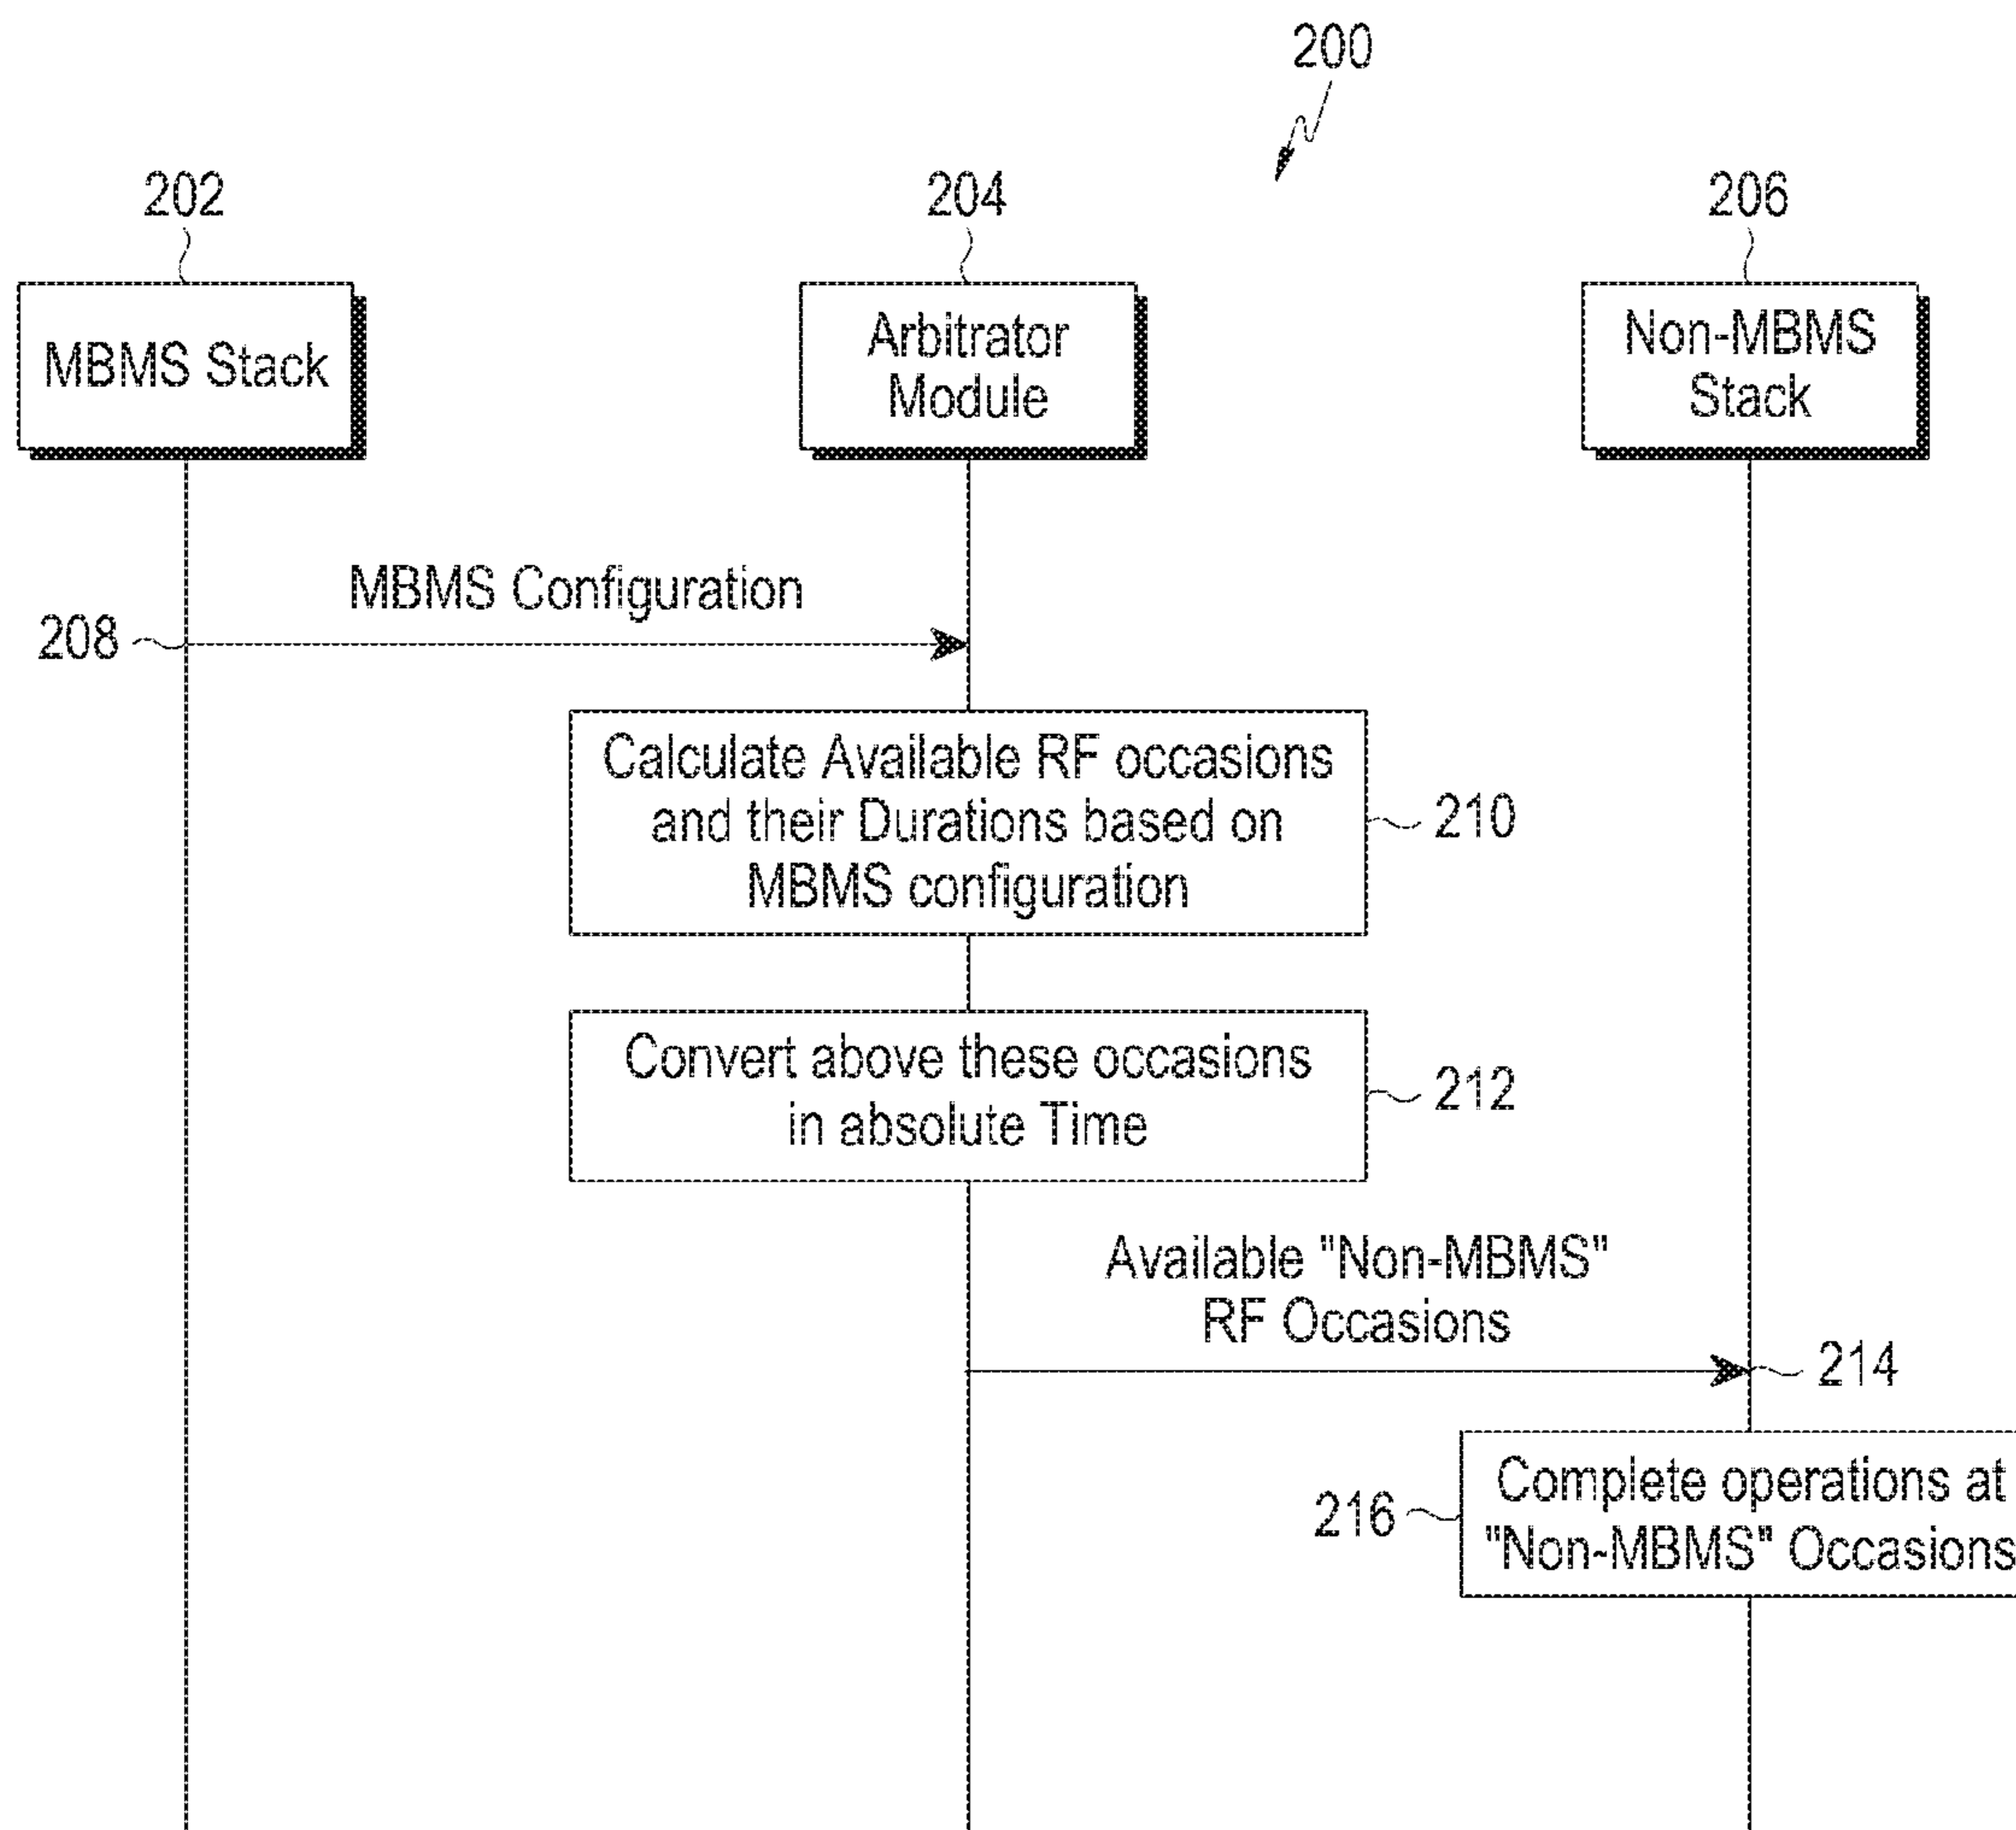 200
202
204
206
MBMS Stack
Arbitrator
Module
Non-MBMS
Stack
MBMS Configuration
208
Calculate Available RF occasions
and their Durations based on
MBMS configuration
210
Convert above these occasions
in absolute Time
212
Available "Non-MBMS"
RF Occasions
214
Complete operations at
"Non-MBMS" Occasions
216